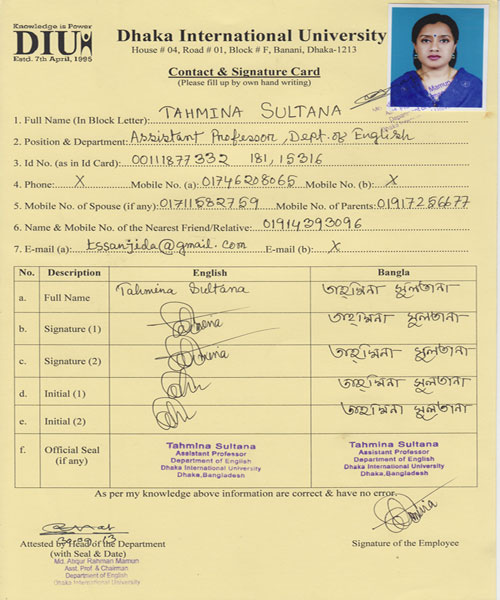 Knowledge is Power
DIU
Estd. 7th April, 1995
Dhaka International University
House # 04, Road # 01, Block # F, Banani, Dhaka-1213
Contact & Signature Card
(Please fill up by own hand writing)
1. Full Name (In Block Letter): TAHMINA SULTANA
2. Position & Department: Assistant Professor, Dept. of English
3. Id No. (as in Id Card): 00111877332 181, 15316
4. Phone: X Mobile No. (a): 01746208065 Mobile No. (b): X
5. Mobile No. of Spouse (if any): 01711582759 Mobile No. of Parents: 01917256677
6. Name & Mobile No. of the Nearest Friend/Relative: 01914393096
7. E-mail (a): tssanjida@gmail.com E-mail (b): X
No. Description English Bangla
a. Full Name Tahmina Sultana তাহমিনা সুলতানা
b. Signature (1) তাহমিনা সুলতানা
c. Signature (2) তাহমিনা সুলতানা
d. Initial (1) তাহমিনা সুলতানা
e. Initial (2) তাহমিনা সুলতানা
f. Official Seal (if any)
Tahmina Sultana
Assistant Professor
Department of English
Dhaka International University
Dhaka, Bangladesh
Tahmina Sultana
Assistant Professor
Department of English
Dhaka International University
Dhaka, Bangladesh
As per my knowledge above information are correct & have no error.
Attested by Head of the Department
(with Seal & Date)
Md. Atiqur Rahman Mamun
Asst. Prof. & Chairman
Department of English
Dhaka International University
Signature of the Employee